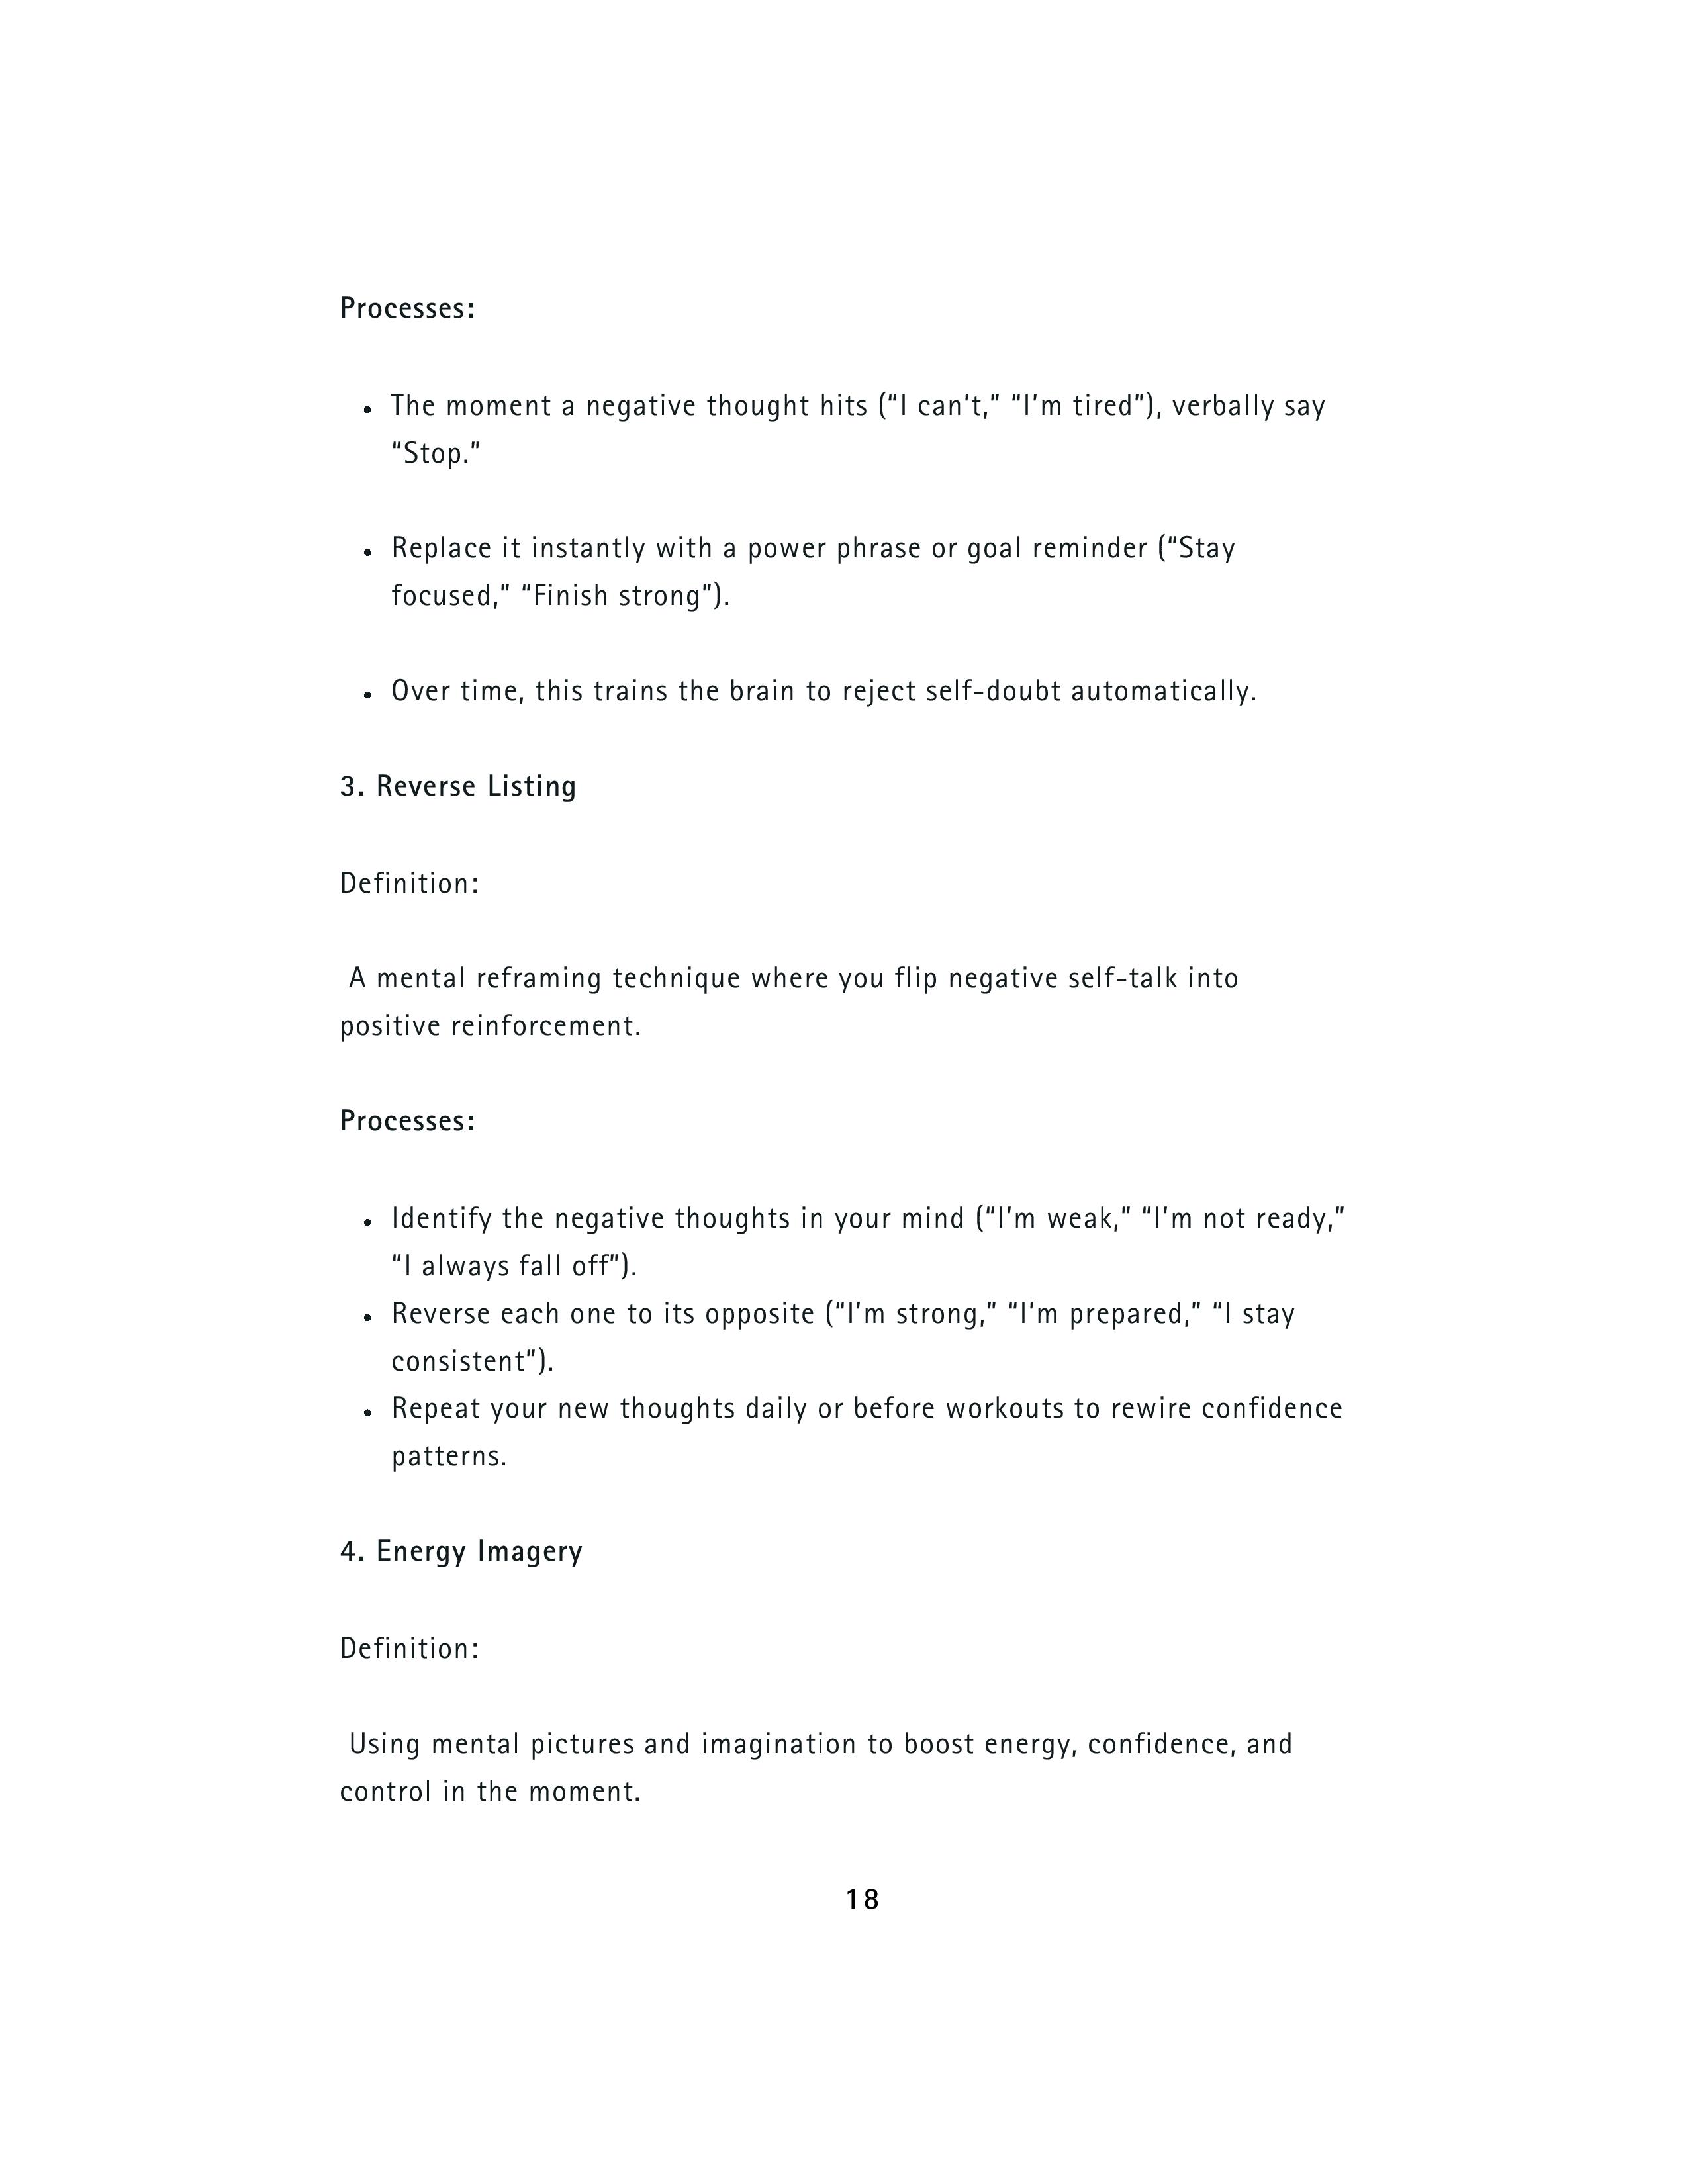 Processes:
• The moment a negative thought hits (“I can’t,” “I’m tired”), verbally say
“Stop.”
• Replace it instantly with a power phrase or goal reminder (“Stay
focused,” “Finish strong”).
• Over time, this trains the brain to reject self-doubt automatically.
3. Reverse Listing
Definition:
A mental reframing technique where you flip negative self-talk into
positive reinforcement.
Processes:
• Identify the negative thoughts in your mind (“I’m weak,” “I’m not ready,”
“I always fall off”).
• Reverse each one to its opposite (“I’m strong,” “I’m prepared,” “I stay
consistent”).
• Repeat your new thoughts daily or before workouts to rewire confidence
patterns.
4. Energy Imagery
Definition:
Using mental pictures and imagination to boost energy, confidence, and
control in the moment.
18